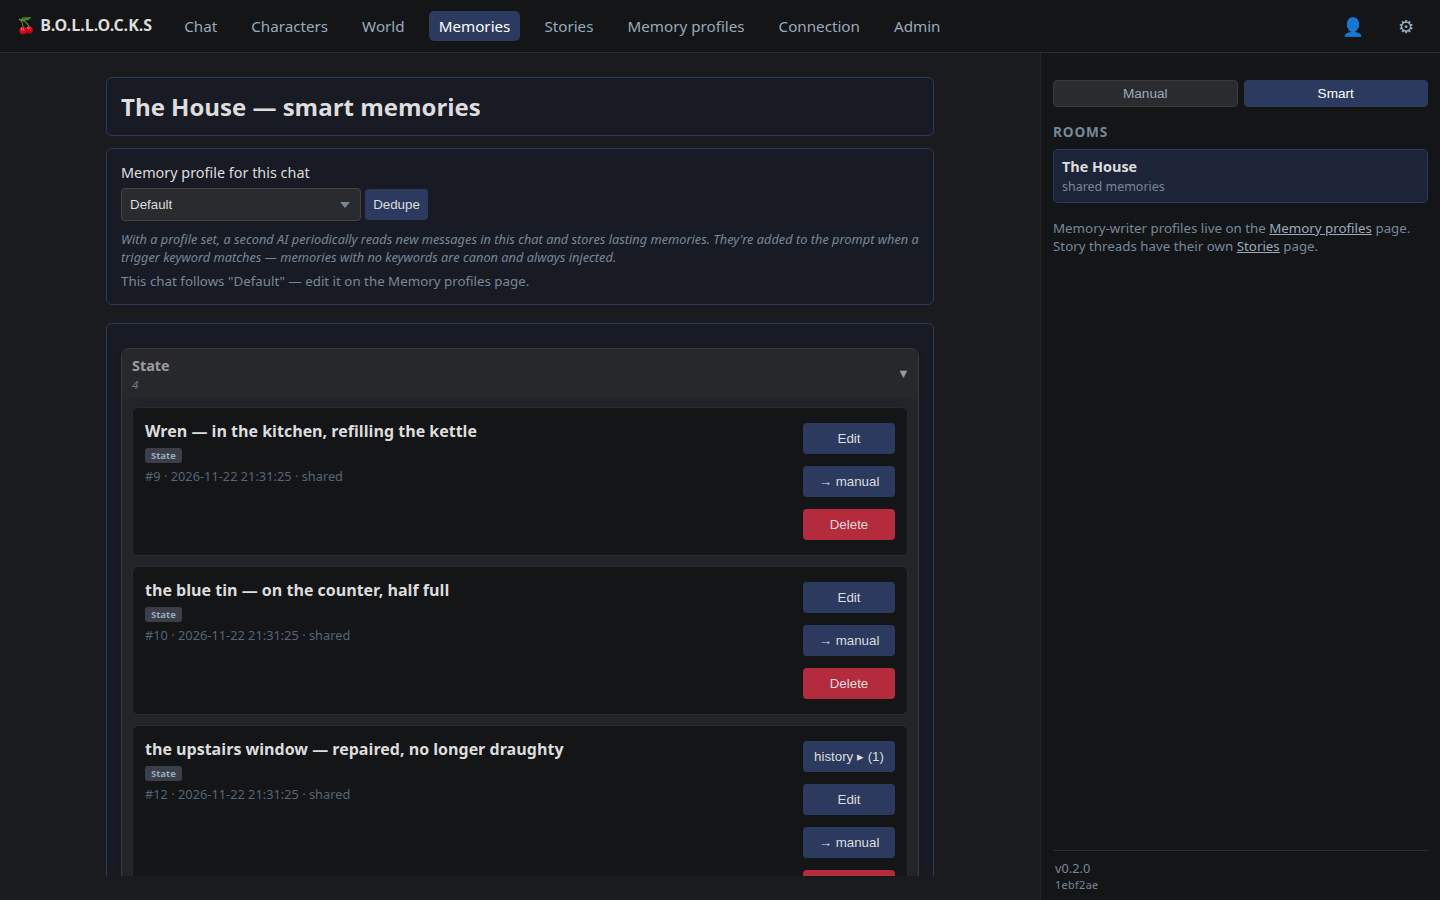 🍒 B.O.L.L.O.C.K.S Chat Characters World Memories Stories Memory profiles Connection Admin
The House — smart memories
Memory profile for this chat
Default Dedupe
With a profile set, a second AI periodically reads new messages in this chat and stores lasting memories. They're added to the prompt when a
trigger keyword matches — memories with no keywords are canon and always injected.
This chat follows "Default" — edit it on the Memory profiles page.
State
4
▼
Wren — in the kitchen, refilling the kettle
State
#9 · 2026-11-22 21:31:25 · shared
Edit
→ manual
Delete
the blue tin — on the counter, half full
State
#10 · 2026-11-22 21:31:25 · shared
Edit
→ manual
Delete
the upstairs window — repaired, no longer draughty
State
#12 · 2026-11-22 21:31:25 · shared
history ▸ (1)
Edit
→ manual
Manual Smart
ROOMS
The House
shared memories
Memory-writer profiles live on the Memory profiles page.
Story threads have their own Stories page.
v0.2.0
1ebf2ae